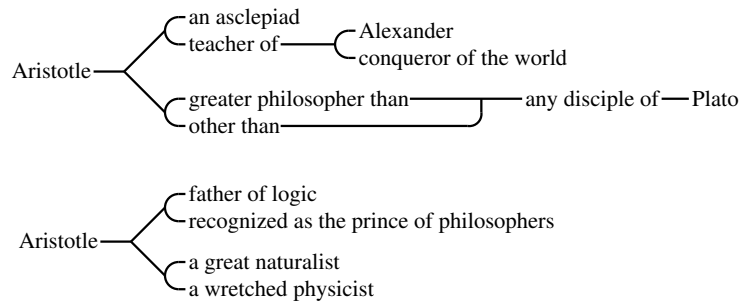 an asclepiad
teacher of
Alexander
conqueror of the world
Aristotle
greater philosopher than
any disciple of
Plato
other than
father of logic
recognized as the prince of philosophers
Aristotle
a great naturalist
a wretched physicist